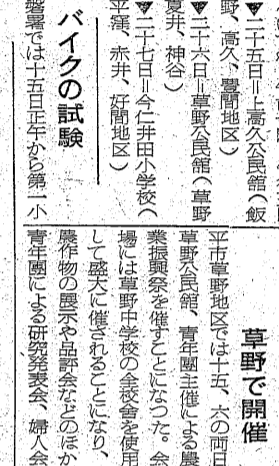 ▼二十五日＝上高久公民館（飯
野、高久、豊間地区）
▼二十六日＝草野公民館（草野
夏井、神谷）
▼二十七日＝今仁井田小学校（
平窪、赤井、好間地区）
バイクの試験
署では十五日正午から第一小
草野で開催
平市草野地区では十五、六の両日
草野公民館、青年團主催による農
業振興祭を催すことになつた。会
場には草野中学校の全校舎を使用
して盛大に催されることになり、
農作物の展示や品評会などのほか
青年團による研究発表会、婦人会